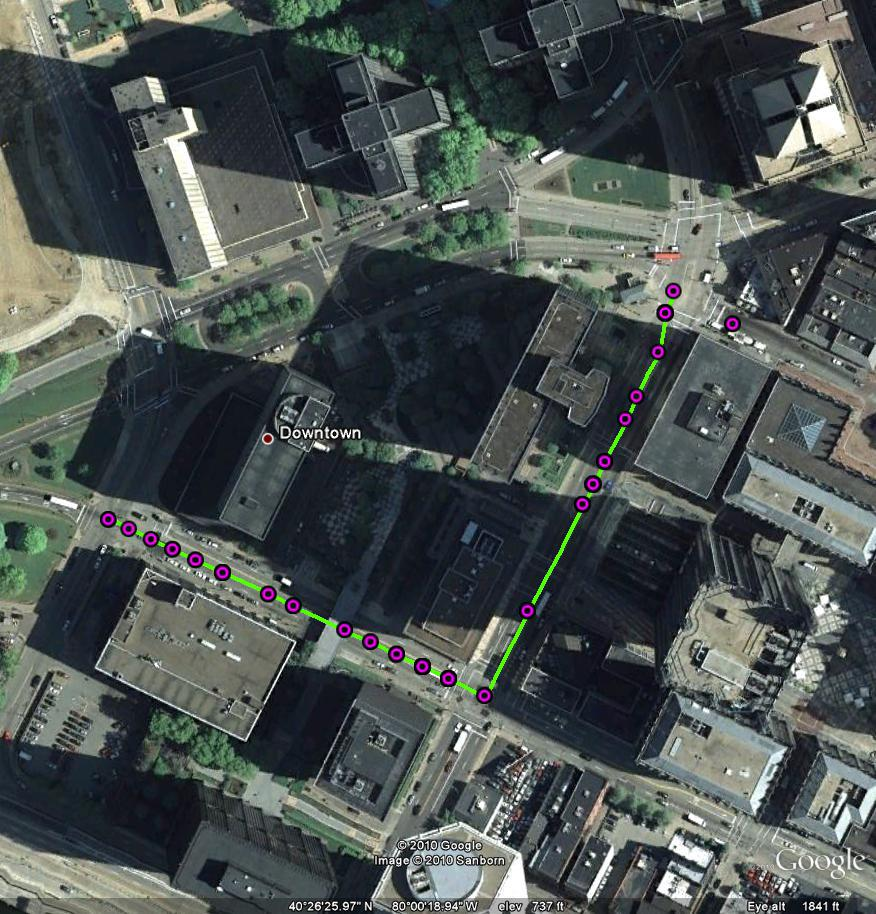 Downtown
© 2010 Google
Image © 2010 Sanborn
Google
40°26'25.97" N 80°00'18.94" W elev 737 ft Eye alt 1841 ft